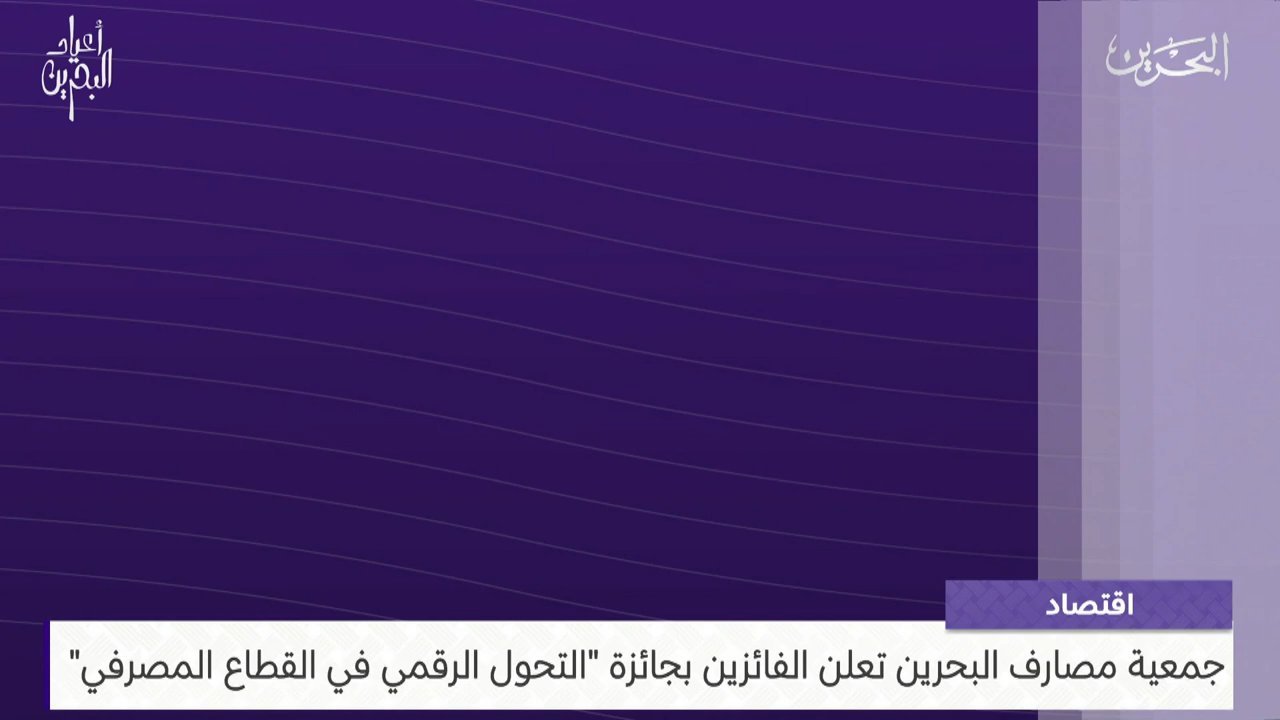 أعياد
البحرين
البحرين
اقتصاد
جمعية مصارف البحرين تعلن الفائزين بجائزة "التحول الرقمي في القطاع المصرفي"